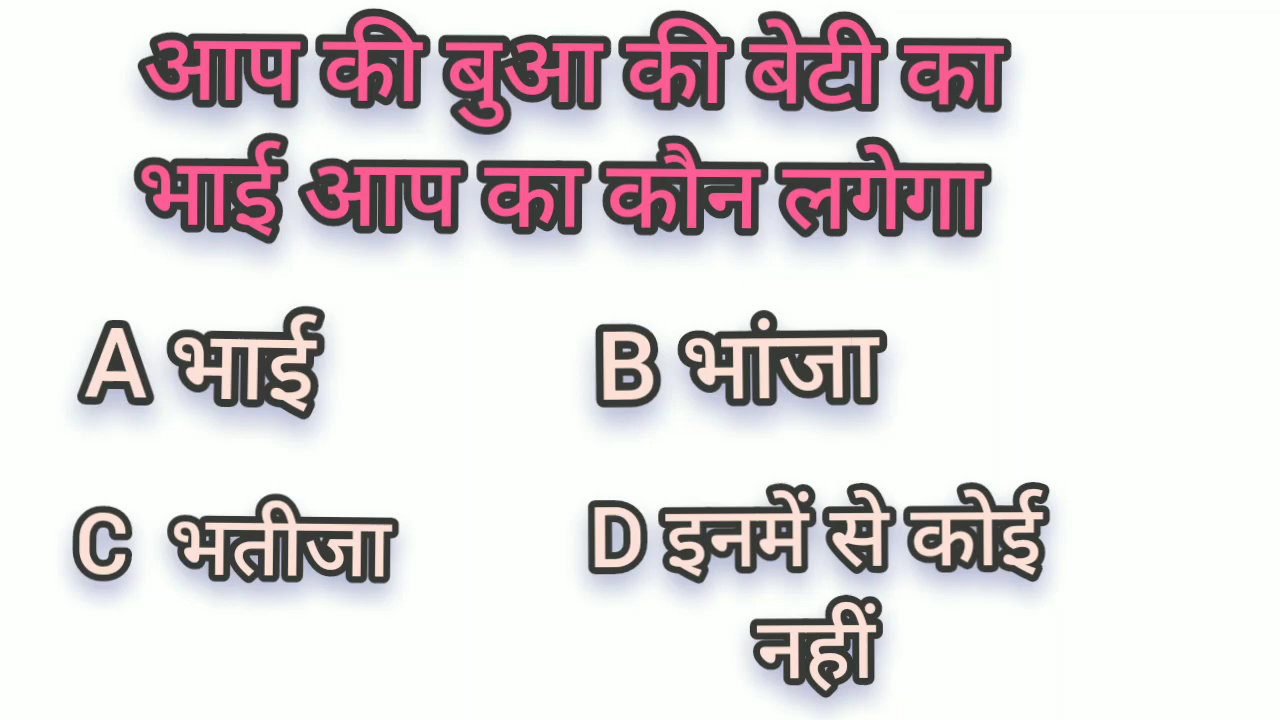 आप की बुआ की बेटी का
भाई आप का कौन लगेगा
A भाई
B भांजा
C भतीजा
D इनमें से कोई
नहीं